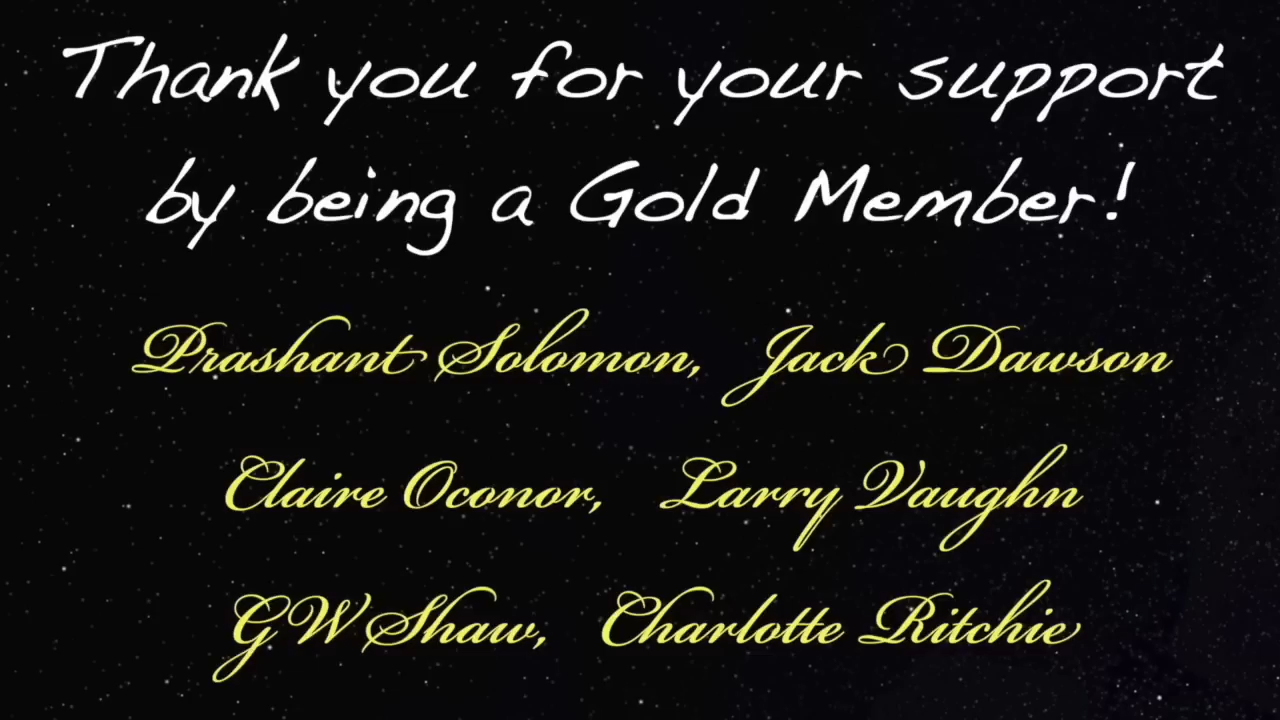 Thank you for your support
by being a Gold Member!
Prashant Solomon, Jack Dawson
Claire Oconor, Larry Vaughn
GW Shaw, Charlotte Ritchie